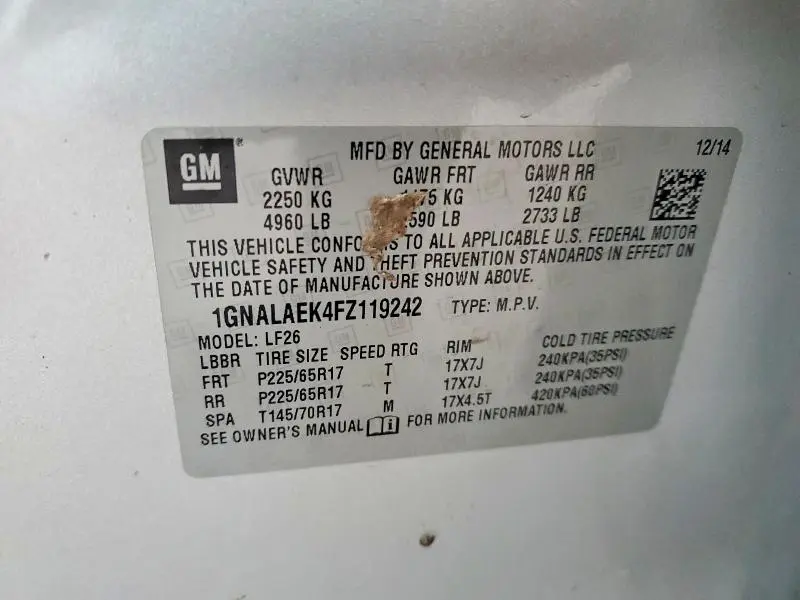 GM® MFD BY GENERAL MOTORS LLC 12/14
GVWR GAWR FRT GAWR RR
2250 KG KG 1240 KG
4960 LB LB 2733 LB
THIS VEHICLE TO ALL APPLICABLE U.S. FEDERAL MOTOR
VEHICLE SAFETY AND THEFT PREVENTION STANDARDS IN EFFECT ON
THE DATE OF MANUFACTURE SHOWN ABOVE.
1GNALAEK4FZ119242 TYPE: M.P.V.
MODEL: LF26
LBBR TIRE SIZE SPEED RTG RIM COLD TIRE PRESSURE
FRT P225/65R17 T 17X7J 240KPA(35PSI)
RR P225/65R17 T 17X7J 240KPA(35PSI)
SPA T145/70R17 M 17X4.5T 420KPA(60PSI)
SEE OWNER'S MANUAL i FOR MORE INFORMATION.